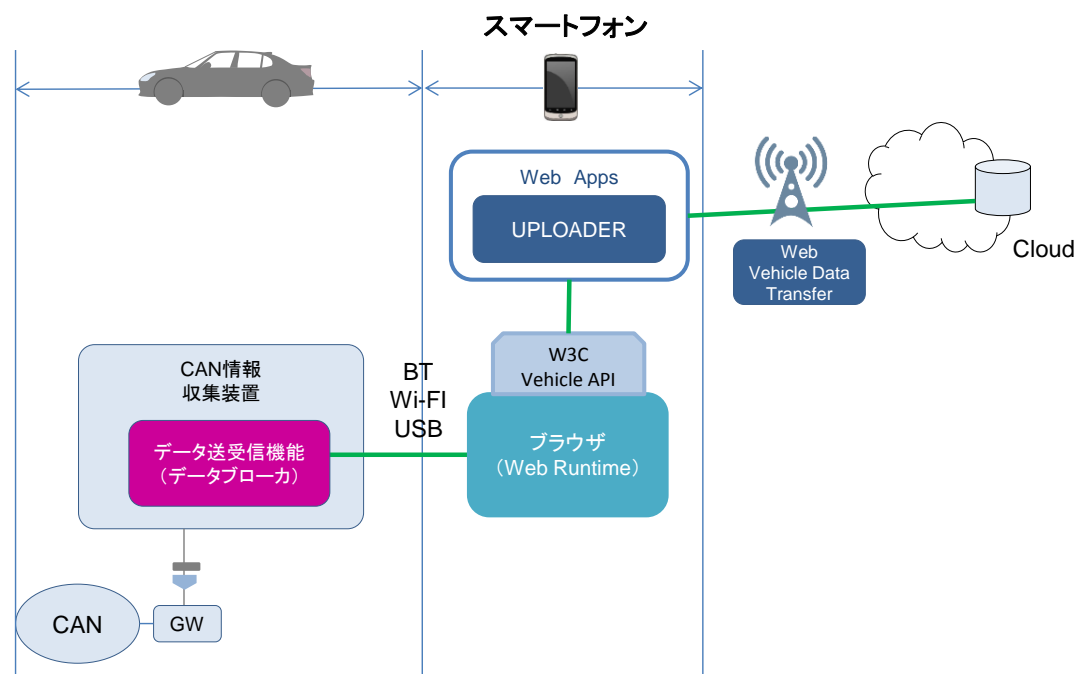 スマートフォン
Web Apps
UPLOADER
Web
Vehicle Data
Transfer
Cloud
W3C
Vehicle API
CAN情報
収集装置
BT
Wi-FI
USB
データ送受信機能
（データブローカ）
ブラウザ
（Web Runtime）
CAN
GW